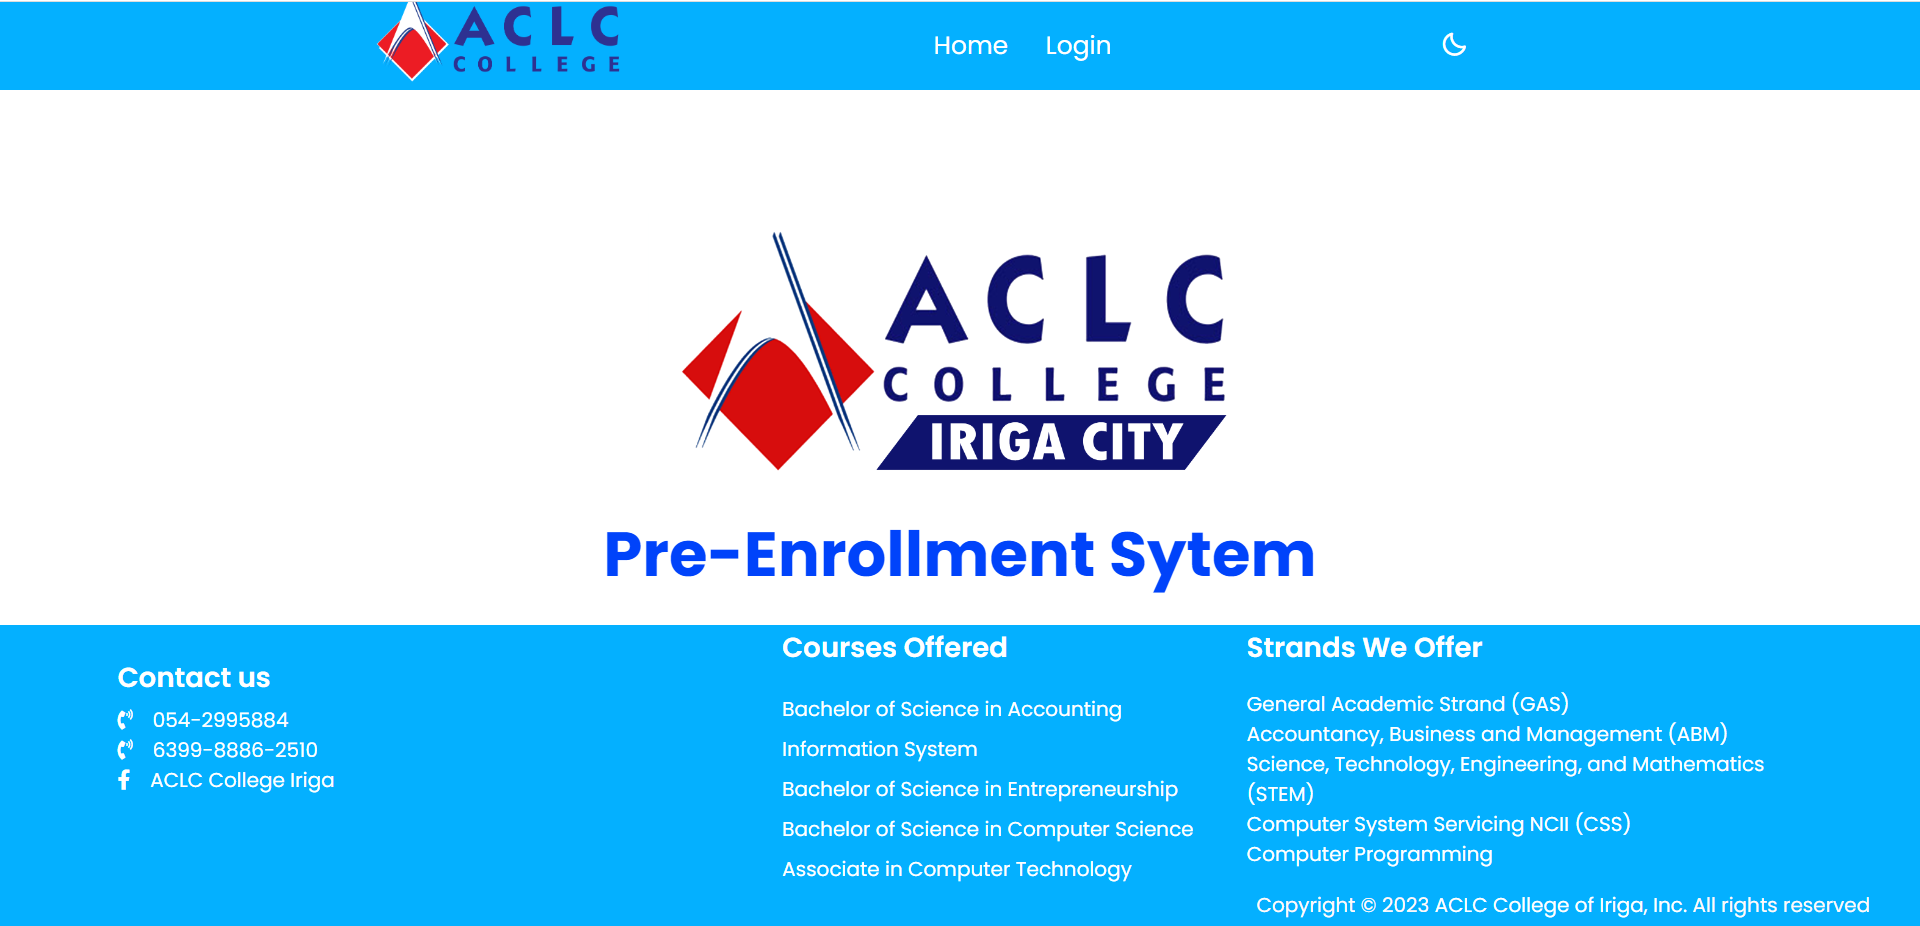 ACLC
COLLEGE
Home
Login
ACLC
COLLEGE
IRIGA CITY
Pre-Enrollment Sytem
Contact us
054-2995884
6399-8886-2510
ACLC College Iriga
Courses Offered
Bachelor of Science in Accounting
Information System
Bachelor of Science in Entrepreneurship
Bachelor of Science in Computer Science
Associate in Computer Technology
Strands We Offer
General Academic Strand (GAS)
Accountancy, Business and Management (ABM)
Science, Technology, Engineering, and Mathematics
(STEM)
Computer System Servicing NCII (CSS)
Computer Programming
Copyright © 2023 ACLC College of Iriga, Inc. All rights reserved